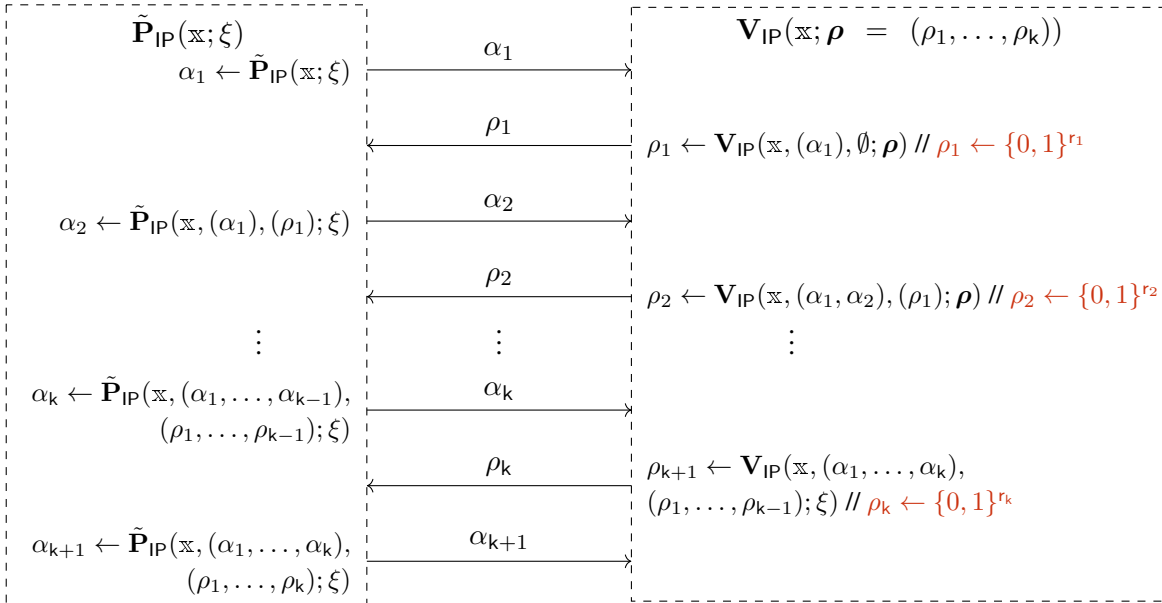 P̃_IP(𝕩; ξ)
V_IP(𝕩; ρ = (ρ_1, . . . , ρ_k))
α_1 ← P̃_IP(𝕩; ξ)
α_1
ρ_1
ρ_1 ← V_IP(𝕩, (α_1), ∅; ρ) // ρ_1 ← {0, 1}^{r_1}
α_2 ← P̃_IP(𝕩, (α_1), (ρ_1); ξ)
α_2
ρ_2
ρ_2 ← V_IP(𝕩, (α_1, α_2), (ρ_1); ρ) // ρ_2 ← {0, 1}^{r_2}
⋮ ⋮ ⋮
α_k ← P̃_IP(𝕩, (α_1, . . . , α_{k−1}),
(ρ_1, . . . , ρ_{k−1}); ξ)
α_k
ρ_k
ρ_{k+1} ← V_IP(𝕩, (α_1, . . . , α_k),
(ρ_1, . . . , ρ_{k−1}); ξ) // ρ_k ← {0, 1}^{r_k}
α_{k+1} ← P̃_IP(𝕩, (α_1, . . . , α_k),
(ρ_1, . . . , ρ_k); ξ)
α_{k+1}